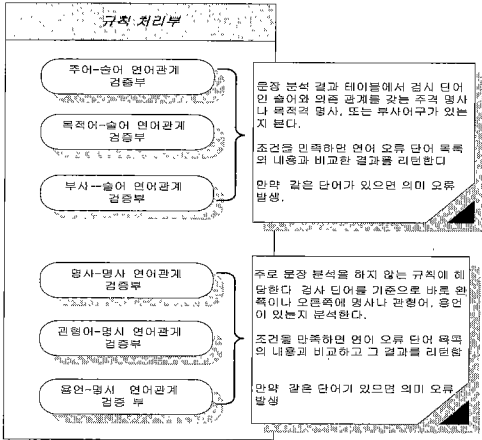 규칙 처리부
주어-술어 연어관계
검증부
목적어-술어 연어관계
검증부
부사--술어 연어관계
검증부
문장 분석 결과 테이블에서 검사 단어
인 술어와 의존 관계를 갖는 주격 명사
나 목적격 명사, 또는 부사어구가 있는
지 본다.
조건을 만족하면 연어 오류 단어 목록
의 내용과 비교한 결과를 리턴한다
만약 같은 단어가 있으면 의미 오류
발생.
명사-명사 연어관계
검증부
관형어-명사 연어관계
검증부
용언-명사 연어관계
검증 부
주로 문장 분석을 하지 않는 규칙에 해
당한다 검사 단어를 기준으로 바로 왼
쪽이나 오른쪽에 명사나 관형어, 용언
이 있는지 분석한다.
조건을 만족하면 연어 오류 단어 목록
의 내용과 비교하고 그 결과를 리턴함
만약 같은 단어가 있으면 의미 오류
발생